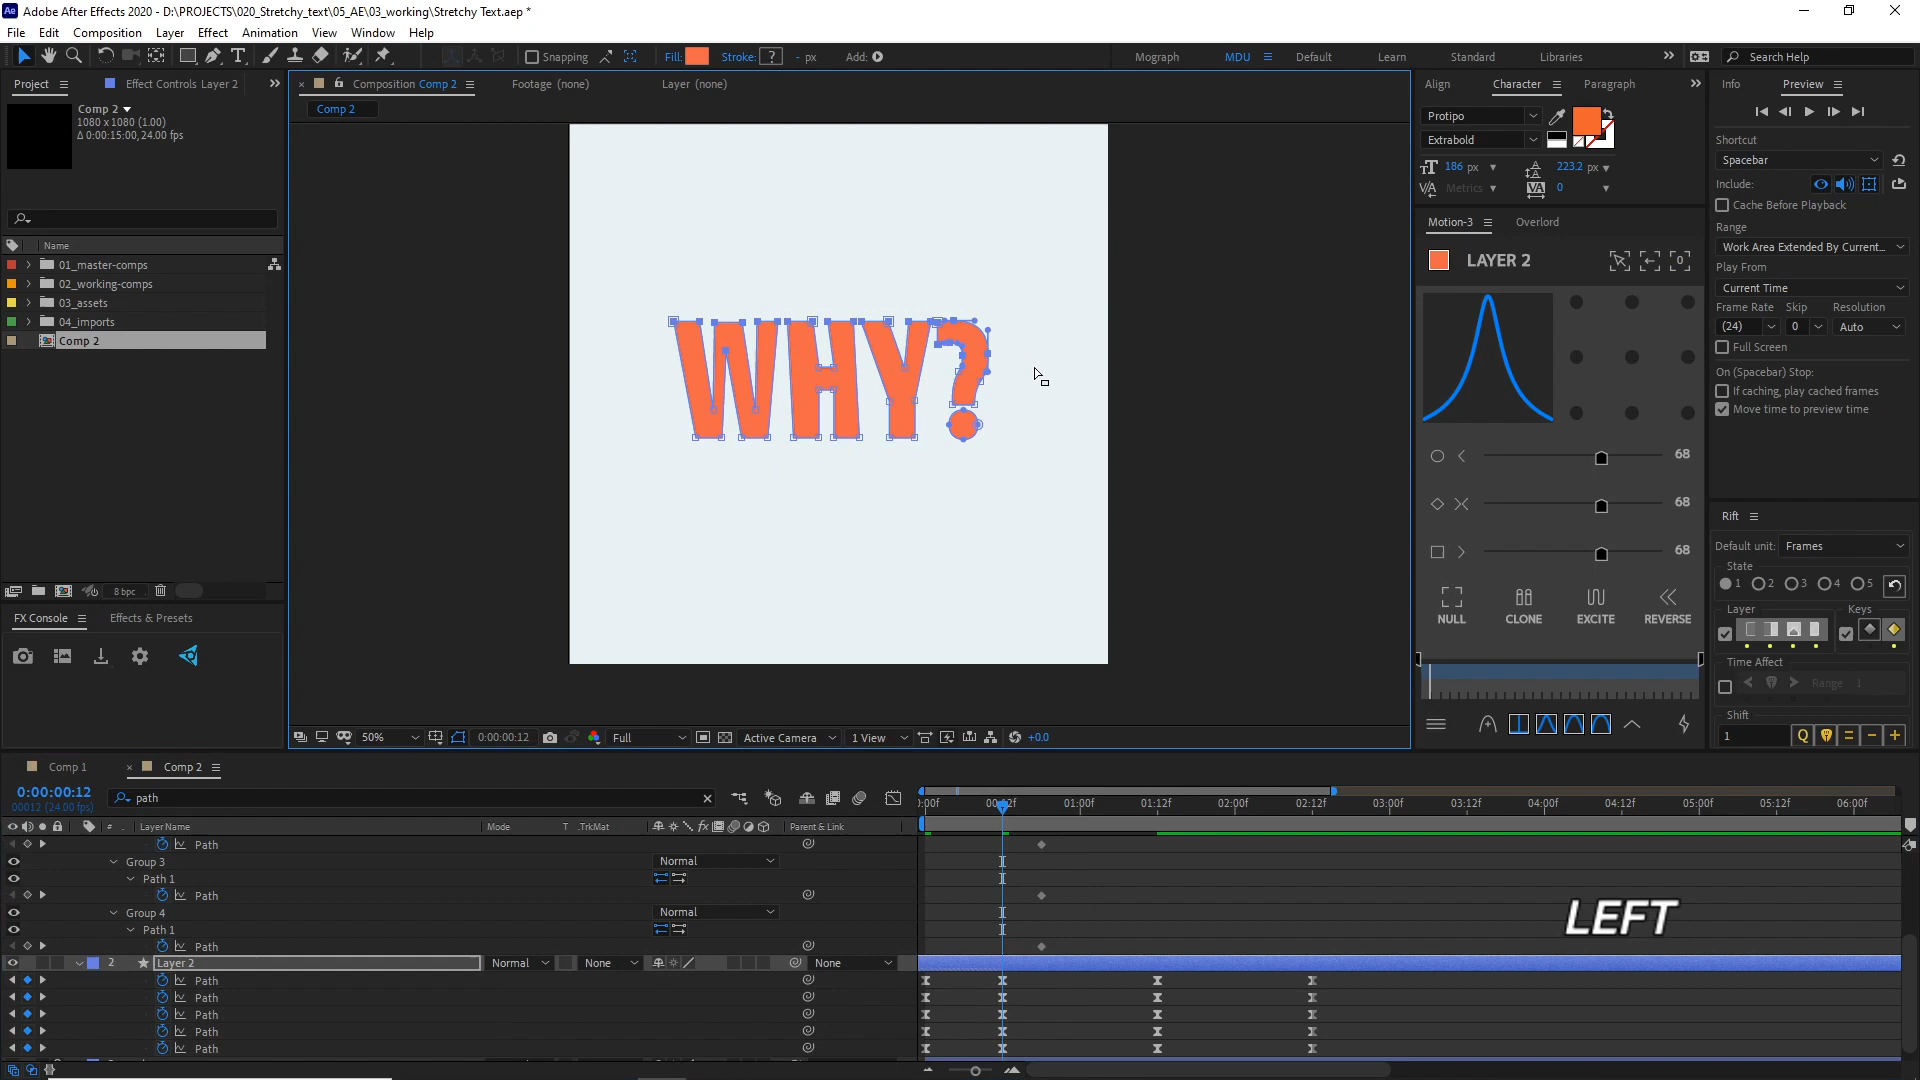 Adobe After Effects 2020 - D:\PROJECTS\020_Stretchy_text\05_AE\03_working\Stretchy Text.aep *
File Edit Composition Layer Effect Animation View Window Help
Snapping Fill: Stroke: ? - px Add: Mograph MDU Default Learn Standard Libraries Search Help
Project Effect Controls Layer 2
Comp 2
1080 x 1080 (1.00)
Δ 0:00:15:00, 24.00 fps
Name
01_master-comps
02_working-comps
03_assets
04_imports
Comp 2
8 bpc
FX Console Effects & Presets
Composition Comp 2 Footage (none) Layer (none)
Comp 2
WHY?
50% 0:00:00:12 Full Active Camera 1 View +0.0
Align Character Paragraph
Protipo
Extrabold
186 px 223.2 px
Metrics 0
Motion-3 Overlord
LAYER 2
68
68
68
NULL CLONE EXCITE REVERSE
Info Preview
Shortcut
Spacebar
Include:
Cache Before Playback
Range
Work Area Extended By Current...
Play From
Current Time
Frame Rate Skip Resolution
(24) 0 Auto
Full Screen
On (Spacebar) Stop:
If caching, play cached frames
Move time to preview time
Rift
Default unit: Frames
State
1 2 3 4 5
Layer Keys
Time Affect
Range 1
Shift
1 Q
Comp 1 Comp 2
0:00:00:12
00012 (24.00 fps)
path
:00f 00:12f 01:00f 01:12f 02:00f 02:12f 03:00f 03:12f 04:00f 04:12f 05:00f 05:12f 06:00f
# Layer Name Mode T .TrkMat Parent & Link
Path
Group 3 Normal
Path 1
Path
Group 4 Normal
Path 1
Path
2 Layer 2 Normal None None
Path
Path
Path
Path
Path
LEFT